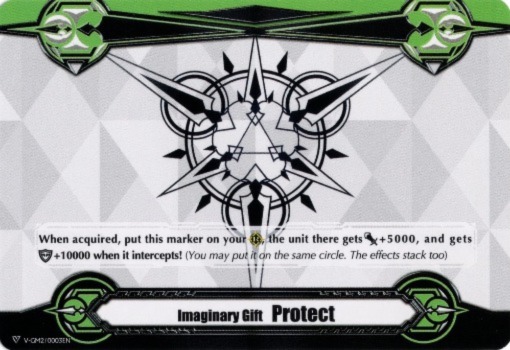 When acquired, put this marker on your , the unit there gets +5000, and gets
+10000 when it intercepts! (You may put it on the same circle. The effects stack too)
Imaginary Gift Protect
V-GM2/0003EN